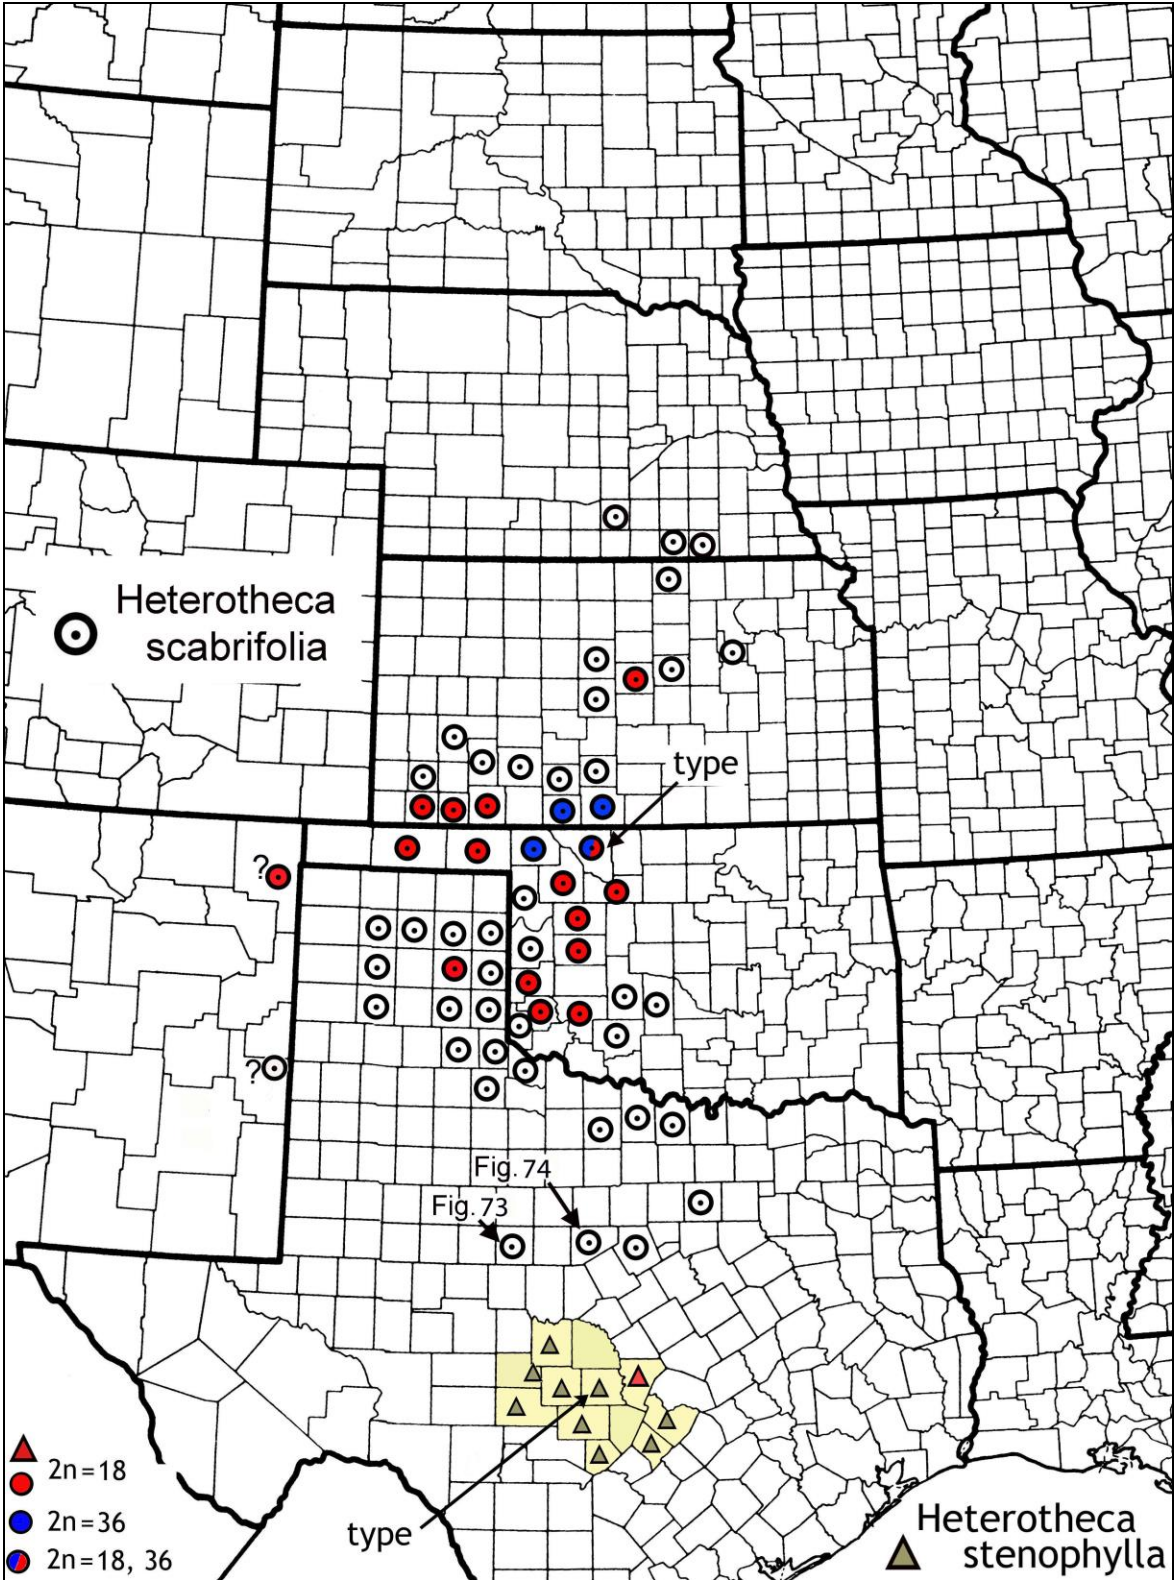 Heterotheca
scabrifolia
type
?
?
Fig.74
Fig.73
2n=18
2n=36
2n=18, 36
type
Heterotheca
stenophylla